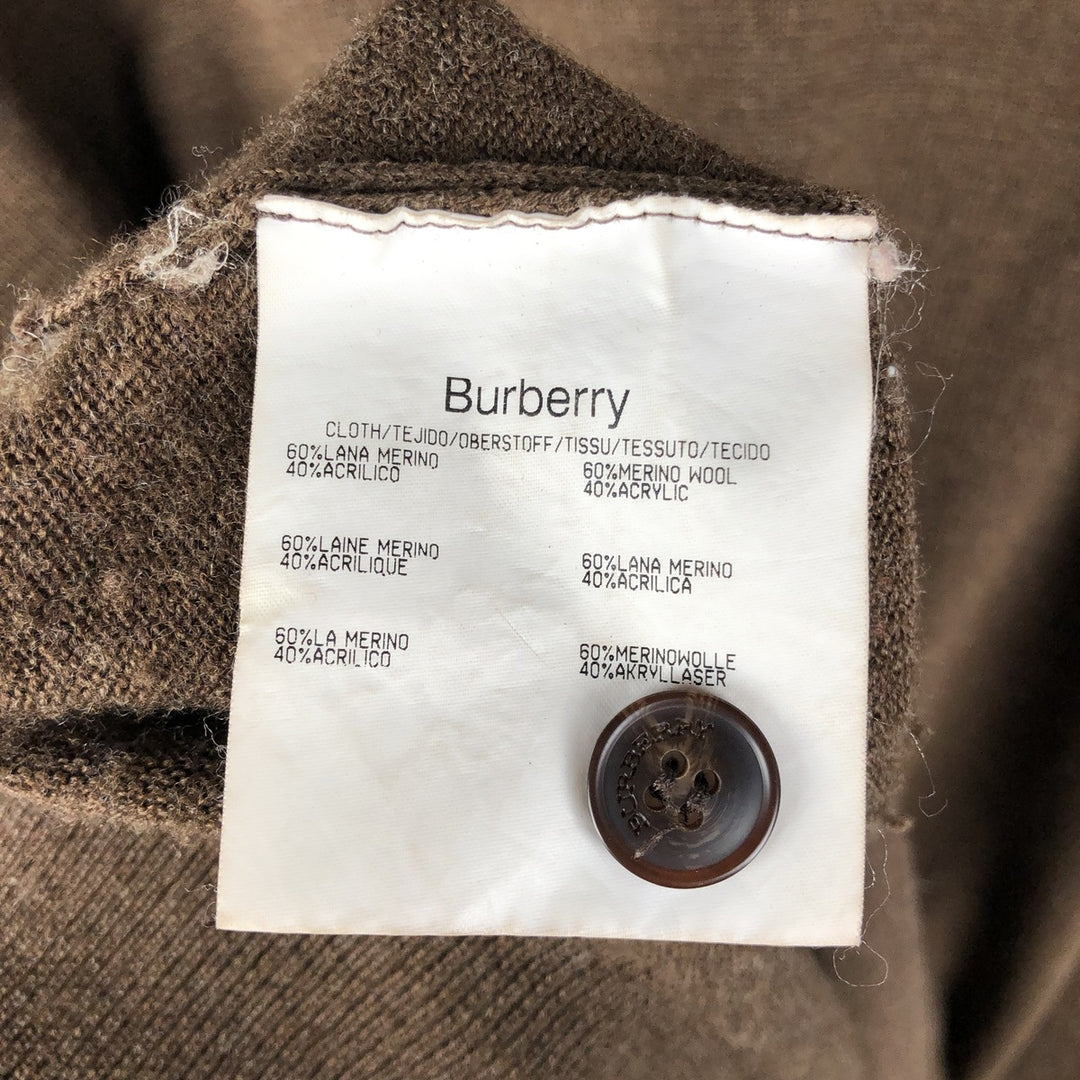 Burberry
CLOTH/TEJIDO/OBERSTOFF/TISSU/TESSUTO/TECIDO
60%LANA MERINO
40%ACRILICO
60%MERINO WOOL
40%ACRYLIC
60%LAINE MERINO
40%ACRILIQUE
60%LANA MERINO
40%ACRILICA
60%LA MERINO
40%ACRILICO
60%MERINOWOLLE
40%AKRYLLASER
BURBERRY